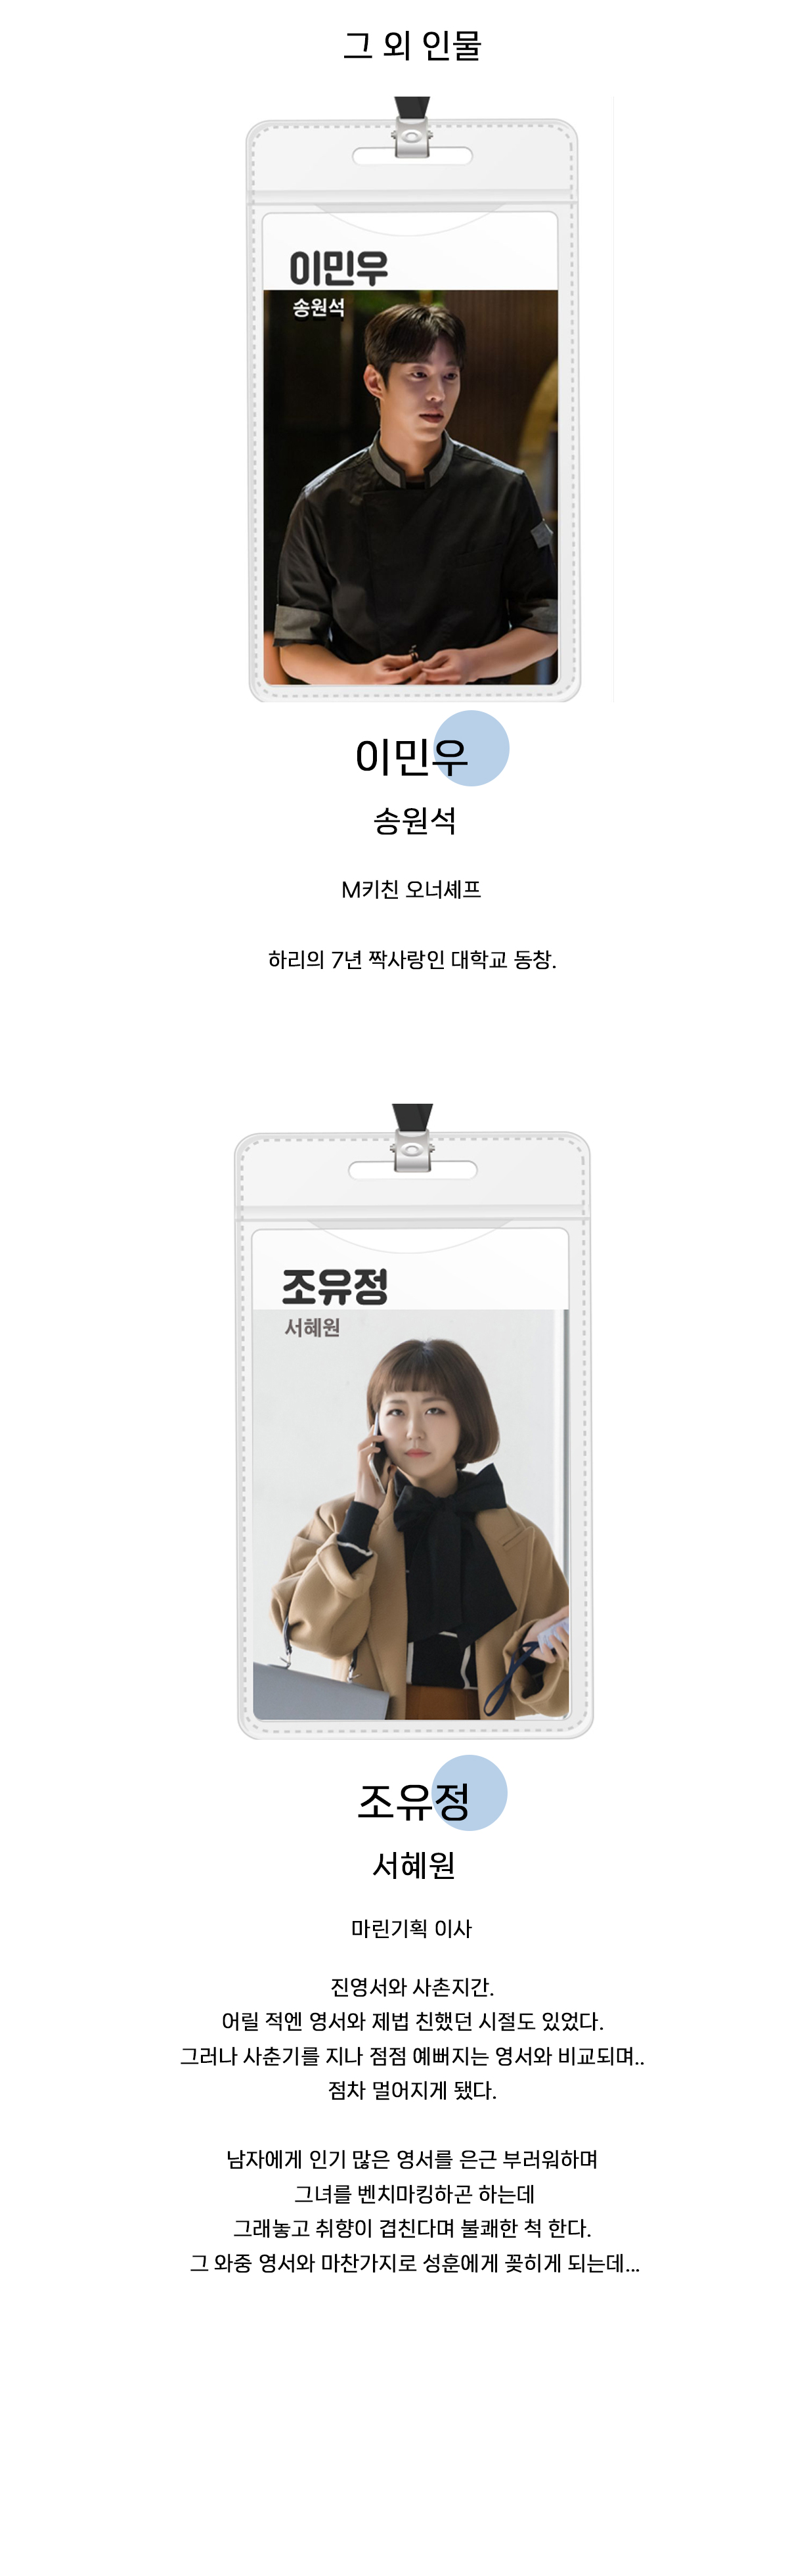 그 외 인물
이민우
송원석
이민우
송원석
M키친 오너셰프
하리의 7년 짝사랑인 대학교 동창.
조유정
서혜원
조유정
서혜원
마린기획 이사
진영서와 사촌지간.
어릴 적엔 영서와 제법 친했던 시절도 있었다.
그러나 사춘기를 지나 점점 예뻐지는 영서와 비교되며..
점차 멀어지게 됐다.
남자에게 인기 많은 영서를 은근 부러워하며
그녀를 벤치마킹하곤 하는데
그래놓고 취향이 겹친다며 불쾌한 척 한다.
그 와중 영서와 마찬가지로 성훈에게 꽂히게 되는데...